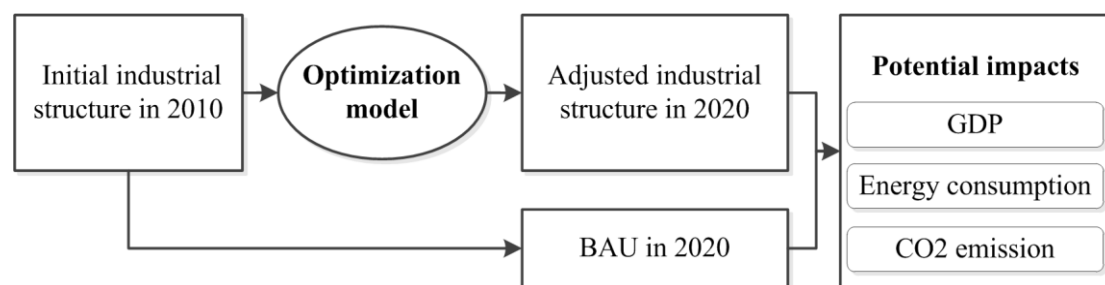 Initial industrial
structure in 2010
Optimization
model
Adjusted industrial
structure in 2020
BAU in 2020
Potential impacts
GDP
Energy consumption
CO2 emission